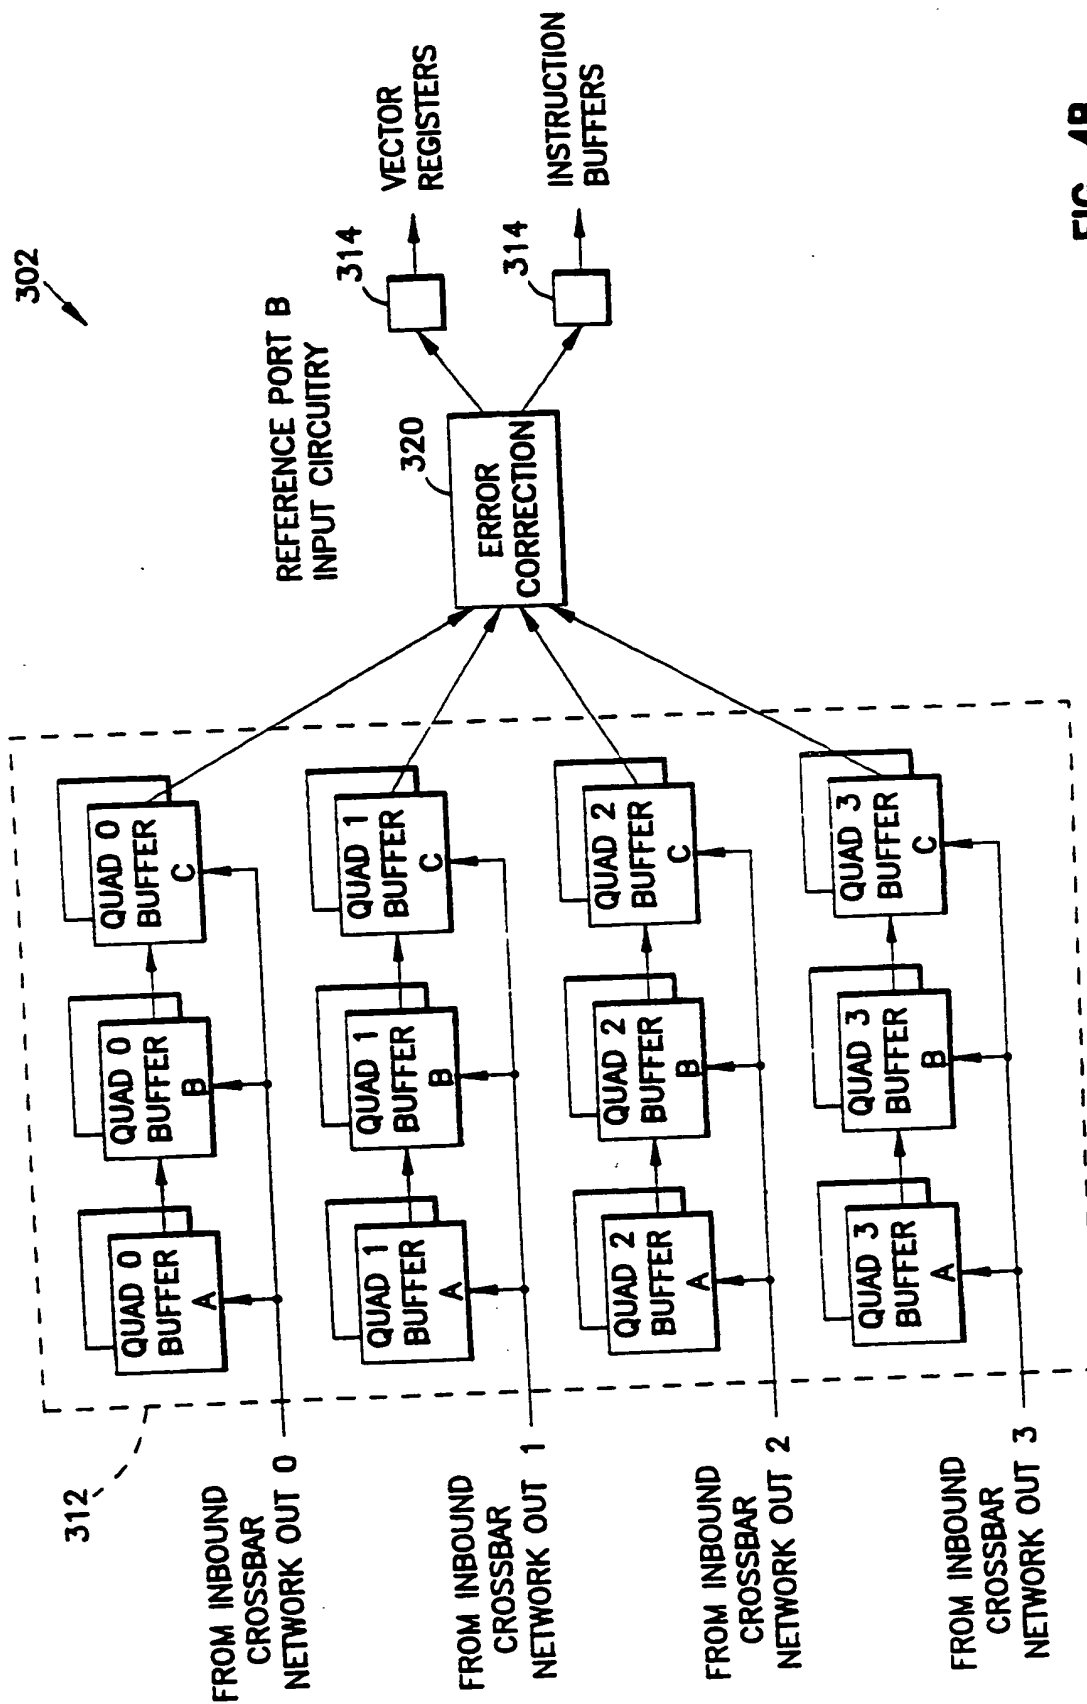 302
REFERENCE PORT B
INPUT CIRCUITRY
312
FROM INBOUND
CROSSBAR
NETWORK OUT 0
QUAD 0
BUFFER
A
QUAD 0
BUFFER
B
QUAD 0
BUFFER
C
FROM INBOUND
CROSSBAR
NETWORK OUT 1
QUAD 1
BUFFER
A
QUAD 1
BUFFER
B
QUAD 1
BUFFER
C
FROM INBOUND
CROSSBAR
NETWORK OUT 2
QUAD 2
BUFFER
A
QUAD 2
BUFFER
B
QUAD 2
BUFFER
C
FROM INBOUND
CROSSBAR
NETWORK OUT 3
QUAD 3
BUFFER
A
QUAD 3
BUFFER
B
QUAD 3
BUFFER
C
320
ERROR
CORRECTION
314
VECTOR
REGISTERS
314
INSTRUCTION
BUFFERS
FIG. 4B